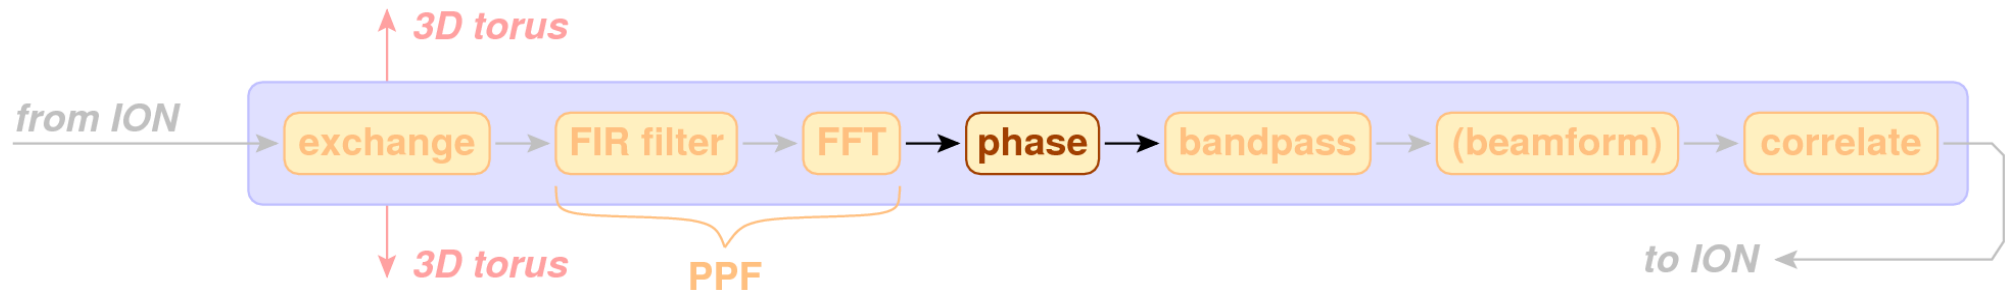 3D torus
from ION
exchange
FIR filter
FFT
phase
bandpass
(beamform)
correlate
3D torus
PPF
to ION